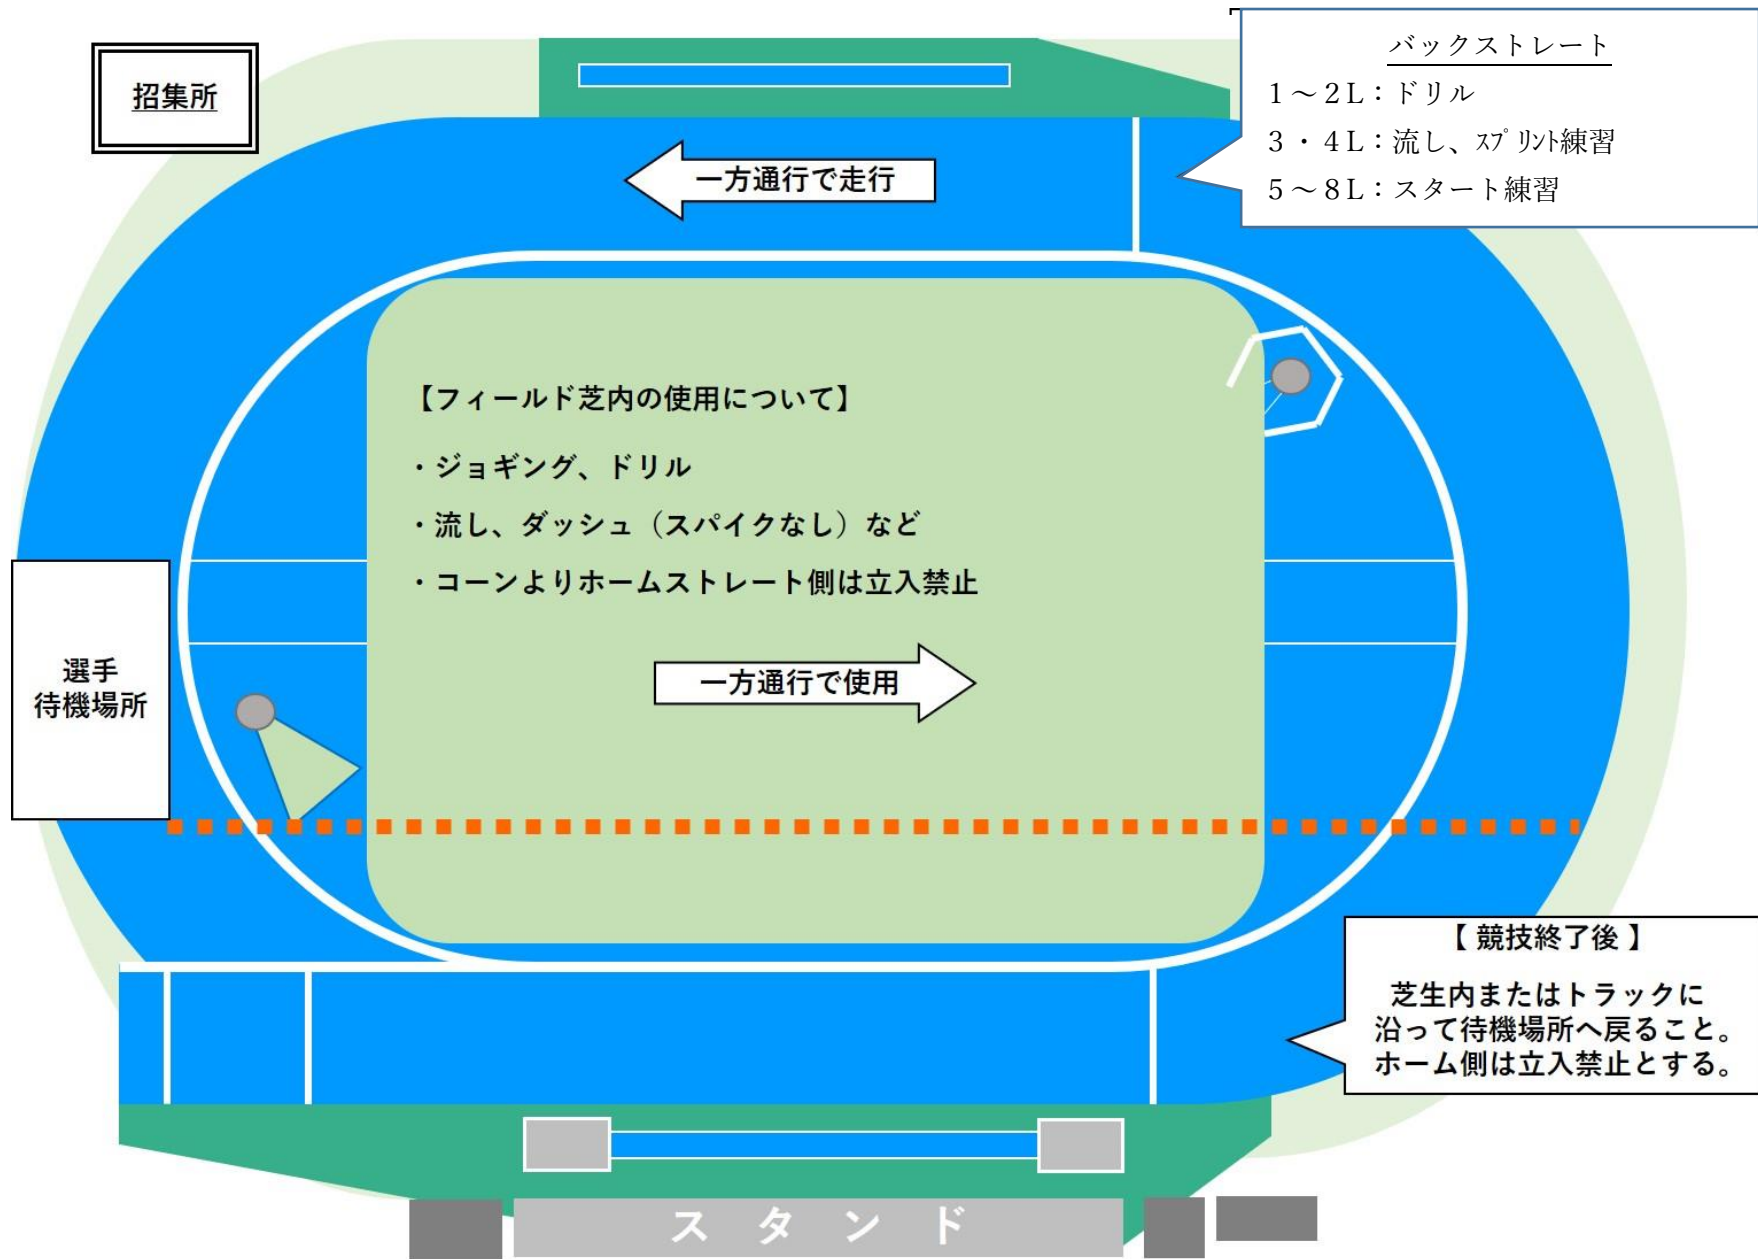 招集所
バックストレート
1～2L：ドリル
3・4L：流し、ｽﾌﾟﾘﾝﾄ練習
5～8L：スタート練習
一方通行で走行
【フィールド芝内の使用について】
・ジョギング、ドリル
・流し、ダッシュ（スパイクなし）など
・コーンよりホームストレート側は立入禁止
一方通行で使用
選手
待機場所
【 競技終了後 】
芝生内またはトラックに
沿って待機場所へ戻ること。
ホーム側は立入禁止とする。
スタンド